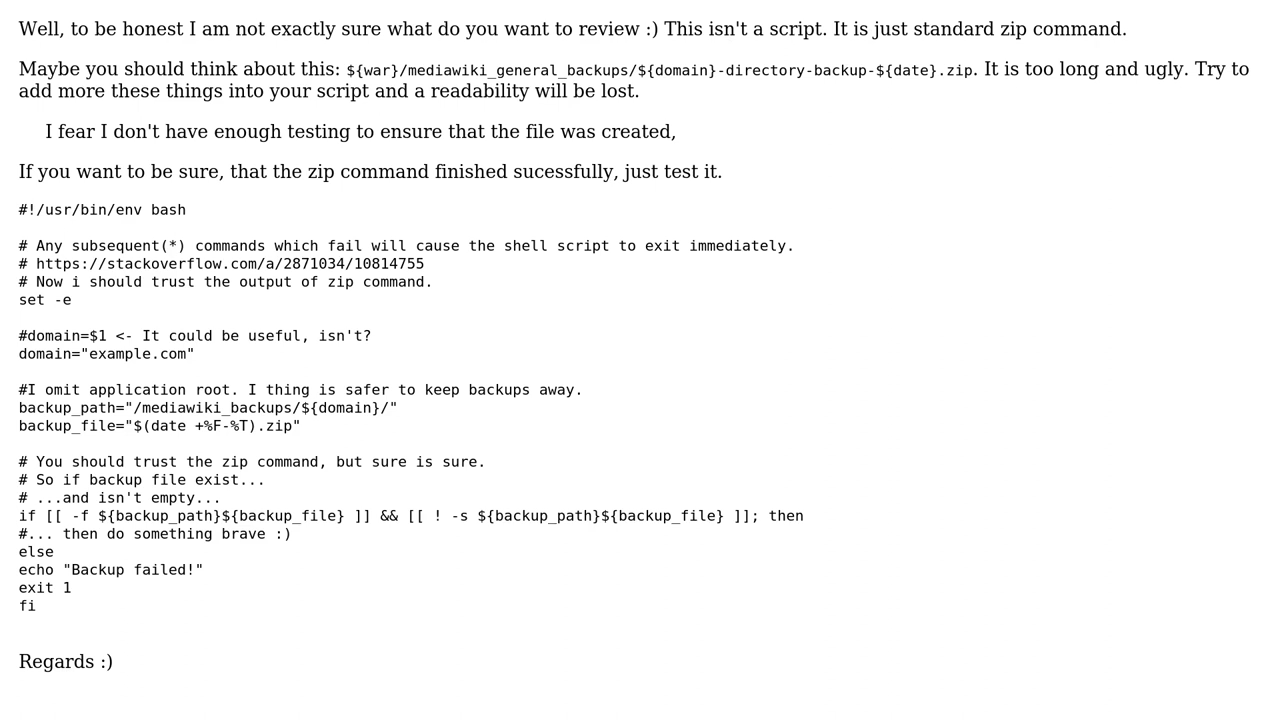 Well, to be honest I am not exactly sure what do you want to review :) This isn't a script. It is just standard zip command.
Maybe you should think about this: ${war}/mediawiki_general_backups/${domain}-directory-backup-${date}.zip. It is too long and ugly. Try to
add more these things into your script and a readability will be lost.
I fear I don't have enough testing to ensure that the file was created,
If you want to be sure, that the zip command finished sucessfully, just test it.
#!/usr/bin/env bash
# Any subsequent(*) commands which fail will cause the shell script to exit immediately.
# https://stackoverflow.com/a/2871034/10814755
# Now i should trust the output of zip command.
set -e
#domain=$1 <- It could be useful, isn't?
domain="example.com"
#I omit application root. I thing is safer to keep backups away.
backup_path="/mediawiki_backups/${domain}/"
backup_file="$(date +%F-%T).zip"
# You should trust the zip command, but sure is sure.
# So if backup file exist...
# ...and isn't empty...
if [[ -f ${backup_path}${backup_file} ]] && [[ ! -s ${backup_path}${backup_file} ]]; then
#... then do something brave :)
else
echo "Backup failed!"
exit 1
fi
Regards :)